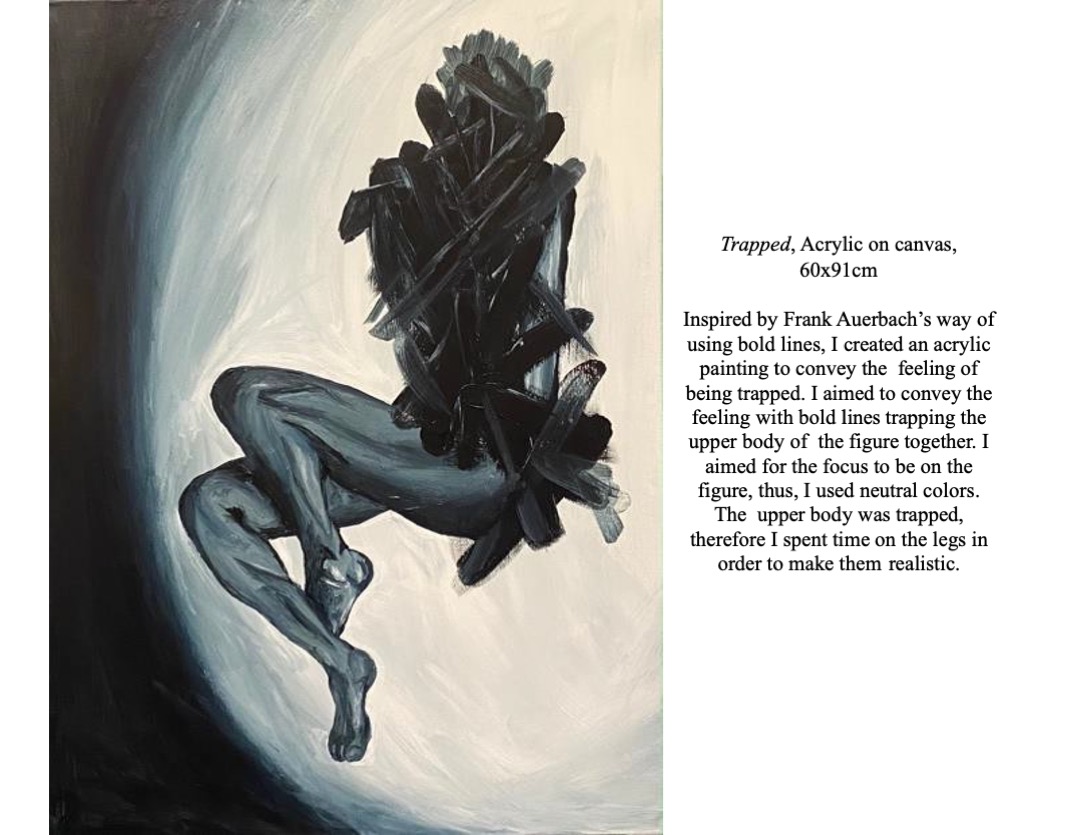 Trapped, Acrylic on canvas,
60x91cm
Inspired by Frank Auerbach’s way of
using bold lines, I created an acrylic
painting to convey the  feeling of
being trapped. I aimed to convey the
feeling with bold lines trapping the
upper body of  the figure together. I
aimed for the focus to be on the
figure, thus, I used neutral colors.
The  upper body was trapped,
therefore I spent time on the legs in
order to make them realistic.